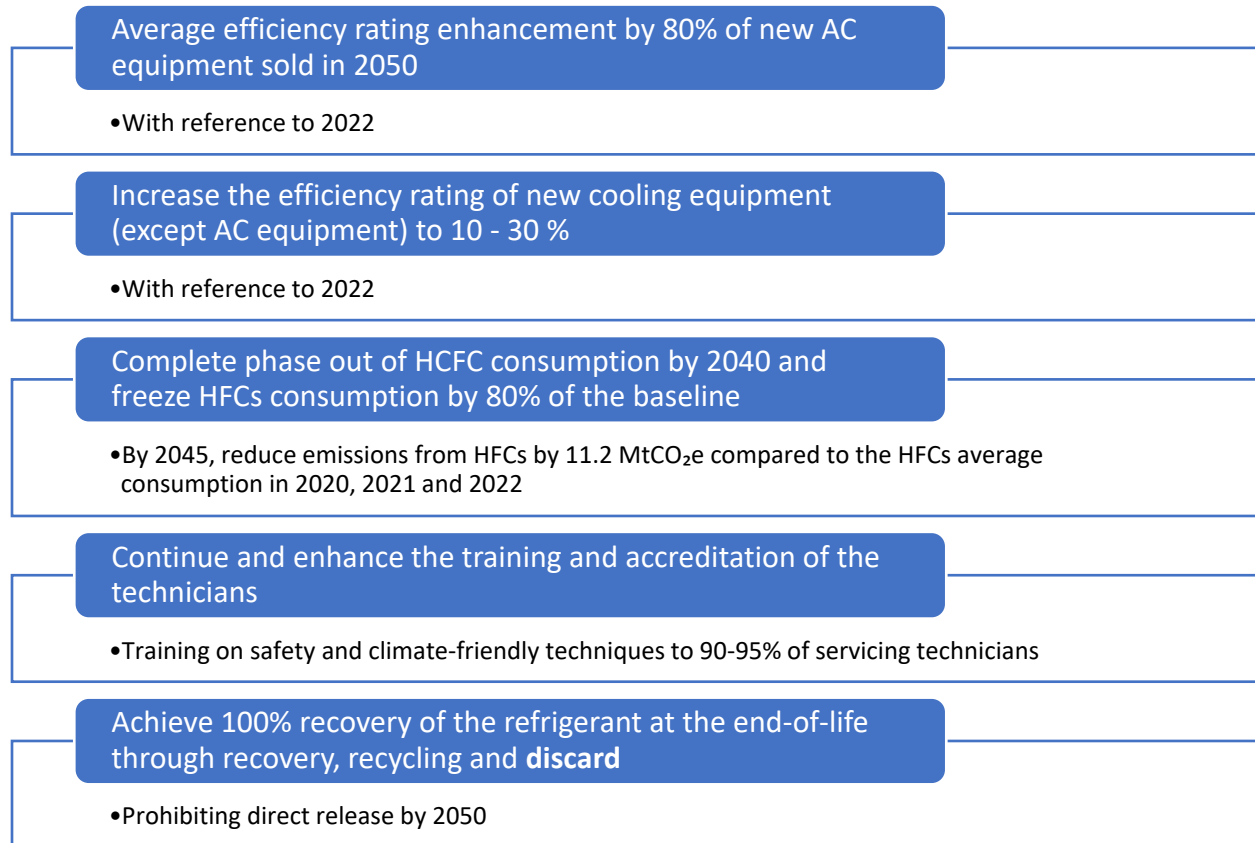 Average efficiency rating enhancement by 80% of new AC
equipment sold in 2050
•With reference to 2022
Increase the efficiency rating of new cooling equipment
(except AC equipment) to 10 - 30 %
•With reference to 2022
Complete phase out of HCFC consumption by 2040 and
freeze HFCs consumption by 80% of the baseline
•By 2045, reduce emissions from HFCs by 11.2 MtCO₂e compared to the HFCs average
consumption in 2020, 2021 and 2022
Continue and enhance the training and accreditation of the
technicians
•Training on safety and climate-friendly techniques to 90-95% of servicing technicians
Achieve 100% recovery of the refrigerant at the end-of-life
through recovery, recycling and discard
•Prohibiting direct release by 2050